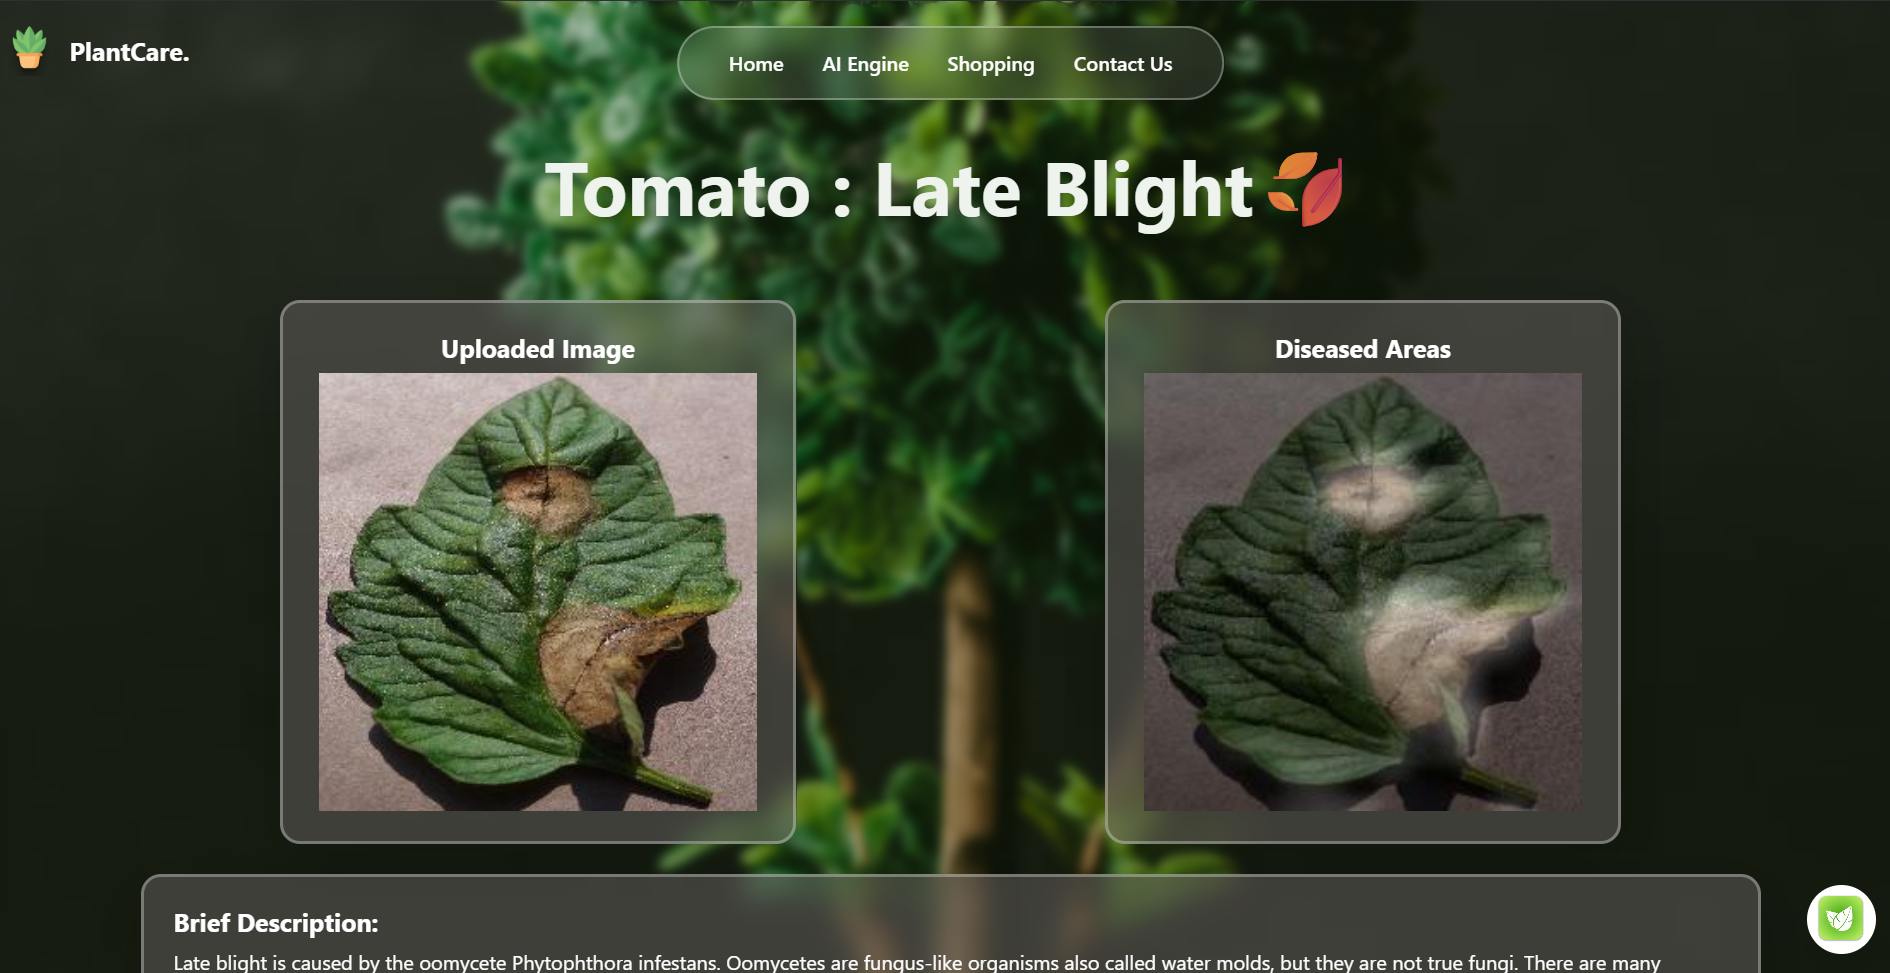 PlantCare.
Home
AI Engine
Shopping
Contact Us
Tomato : Late Blight
Uploaded Image
Diseased Areas
Brief Description:
Late blight is caused by the oomycete Phytophthora infestans. Oomycetes are fungus-like organisms also called water molds, but they are not true fungi. There are many